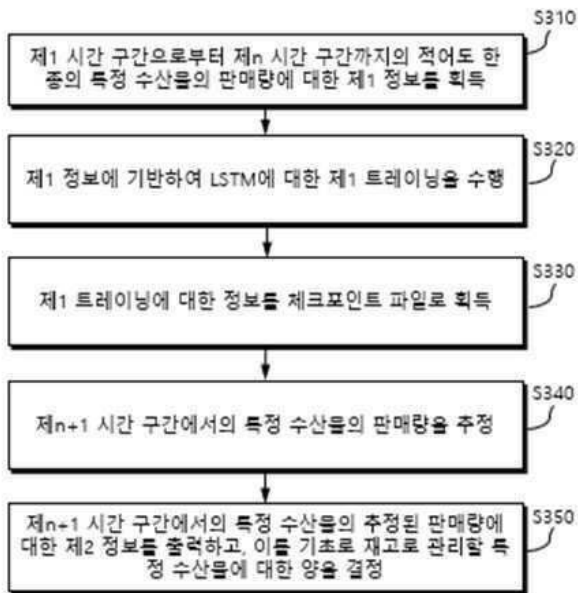 S310
제1 시간 구간으로부터 제n 시간 구간까지의 적어도 한
종의 특정 수산물의 판매량에 대한 제1 정보를 획득
S320
제1 정보에 기반하여 LSTM에 대한 제1 트레이닝을 수행
S330
제1 트레이닝에 대한 정보를 체크포인트 파일로 획득
S340
제n+1 시간 구간에서의 특정 수산물의 판매량을 추정
S350
제n+1 시간 구간에서의 특정 수산물의 추정된 판매량에
대한 제2 정보를 출력하고, 이를 기초로 재고로 관리할 특
정 수산물에 대한 양을 결정